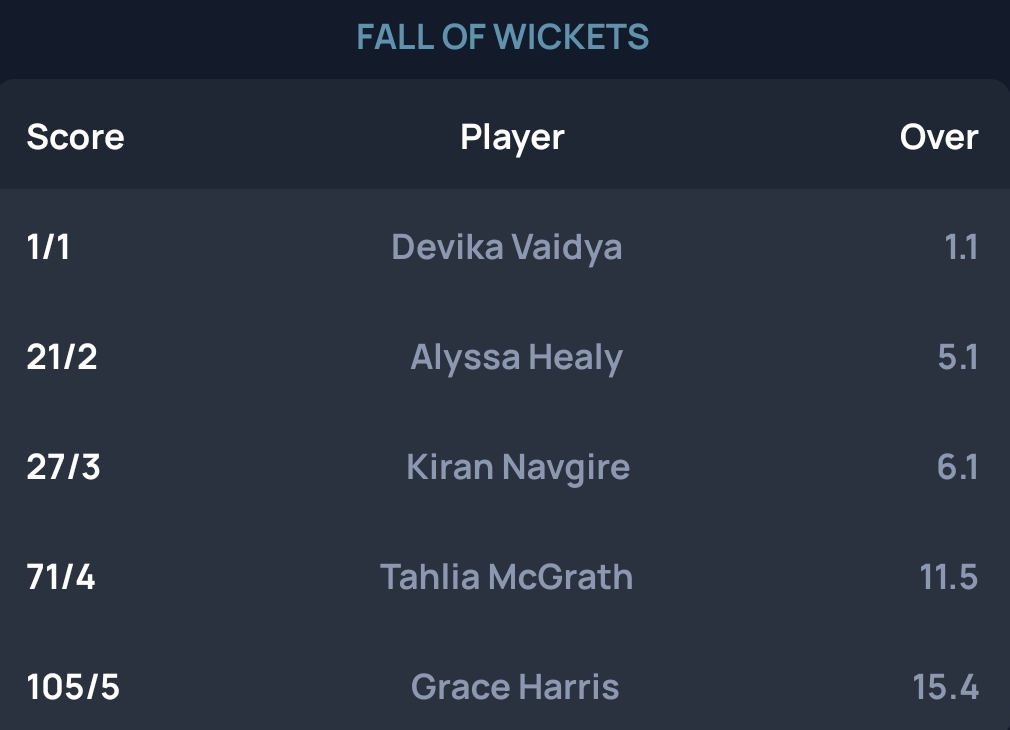 FALL OF WICKETS
Score Player Over
1/1 Devika Vaidya 1.1
21/2 Alyssa Healy 5.1
27/3 Kiran Navgire 6.1
71/4 Tahlia McGrath 11.5
105/5 Grace Harris 15.4